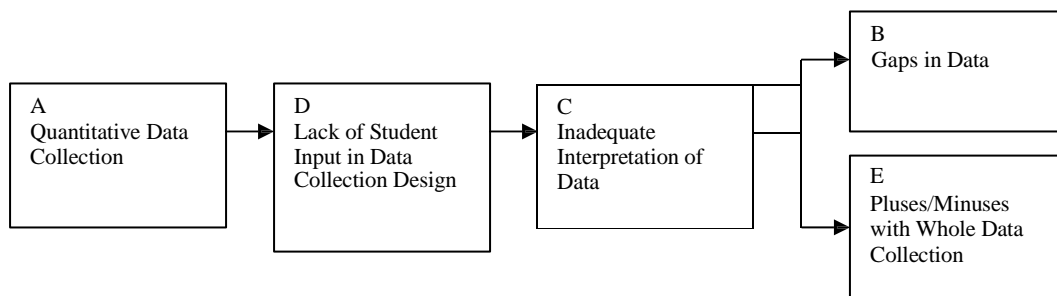 A
Quantitative Data
Collection
D
Lack of Student
Input in Data
Collection Design
C
Inadequate
Interpretation of
Data
B
Gaps in Data
E
Pluses/Minuses
with Whole Data
Collection